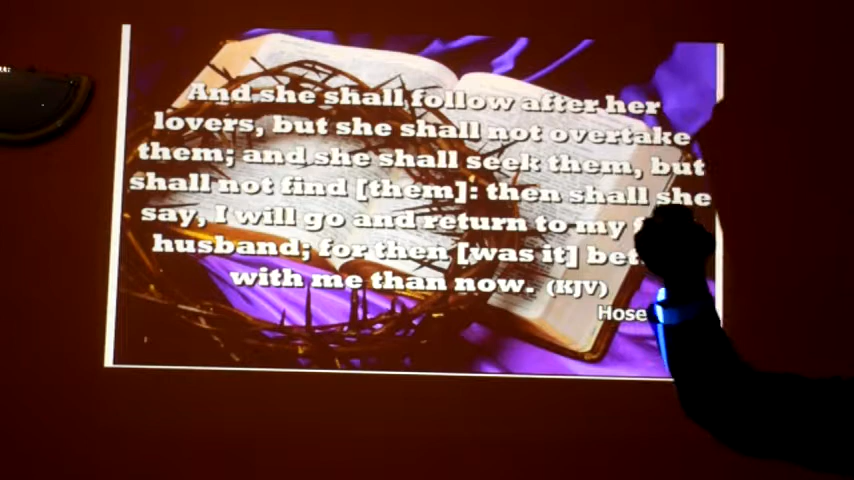 And she shall follow after her
lovers, but she shall not overtake
them; and she shall seek them, but
shall not find [them]: then shall she
say, I will go and return to my
husband; for then [was it]
with me than now. (KJV)